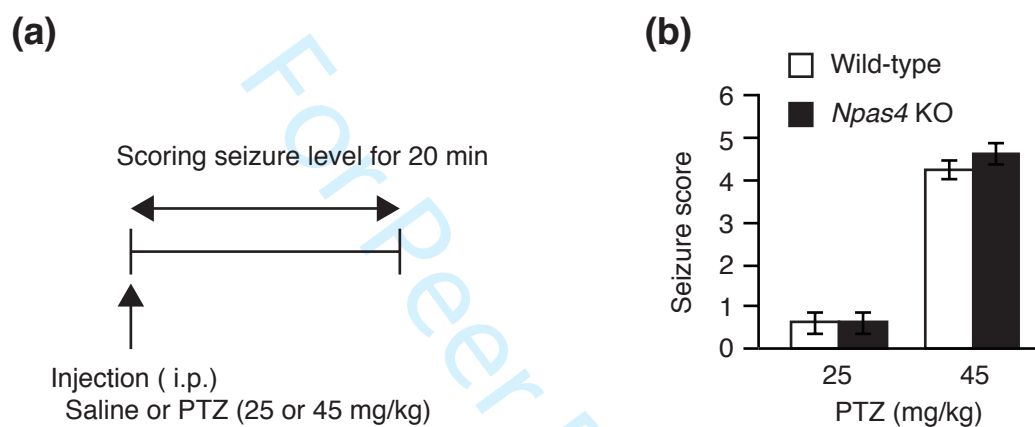 (a)
Scoring seizure level for 20 min
Injection ( i.p.)
Saline or PTZ (25 or 45 mg/kg)
(b)
Wild-type
Npas4 KO
Seizure score
6
5
4
3
2
1
0
25 45
PTZ (mg/kg)
For Peer